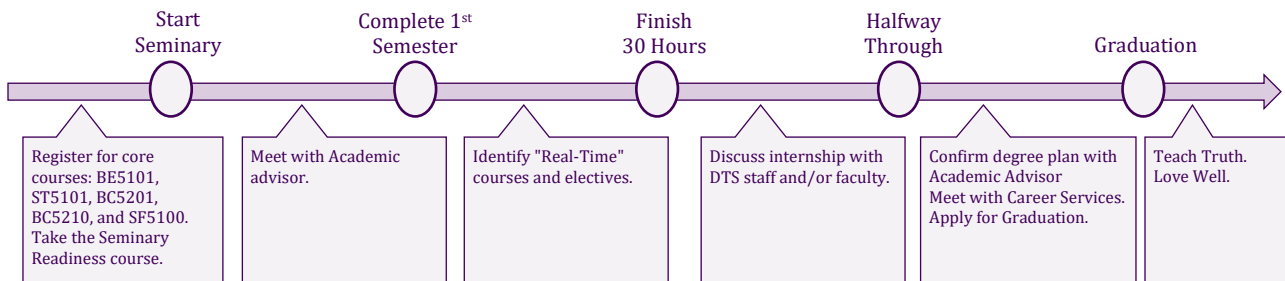 Start
Seminary
Complete 1st
Semester
Finish
30 Hours
Halfway
Through
Graduation
Register for core
courses: BE5101,
ST5101, BC5201,
BC5210, and SF5100.
Take the Seminary
Readiness course.
Meet with Academic
advisor.
Identify "Real-Time"
courses and electives.
Discuss internship with
DTS staff and/or faculty.
Confirm degree plan with
Academic Advisor
Meet with Career Services.
Apply for Graduation.
Teach Truth.
Love Well.